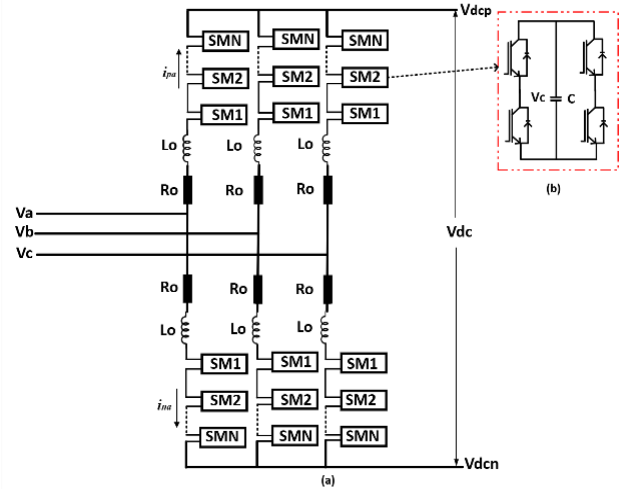 Vdcp
SMN SMN SMN
ipa
SM2 SM2 SM2
Vc C
SM1 SM1 SM1
Lo Lo Lo
Ro Ro Ro
(b)
Va
Vb
Vdc
Vc
Ro Ro Ro
Lo Lo Lo
SM1 SM1 SM1
ina
SM2 SM2 SM2
SMN SMN SMN
Vdcn
(a)